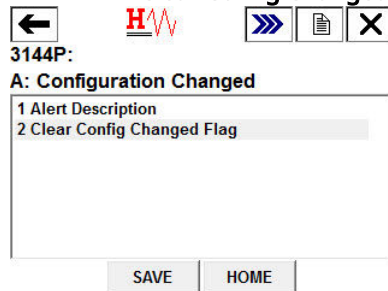 3144P:
A: Configuration Changed
1 Alert Description
2 Clear Config Changed Flag
SAVE HOME